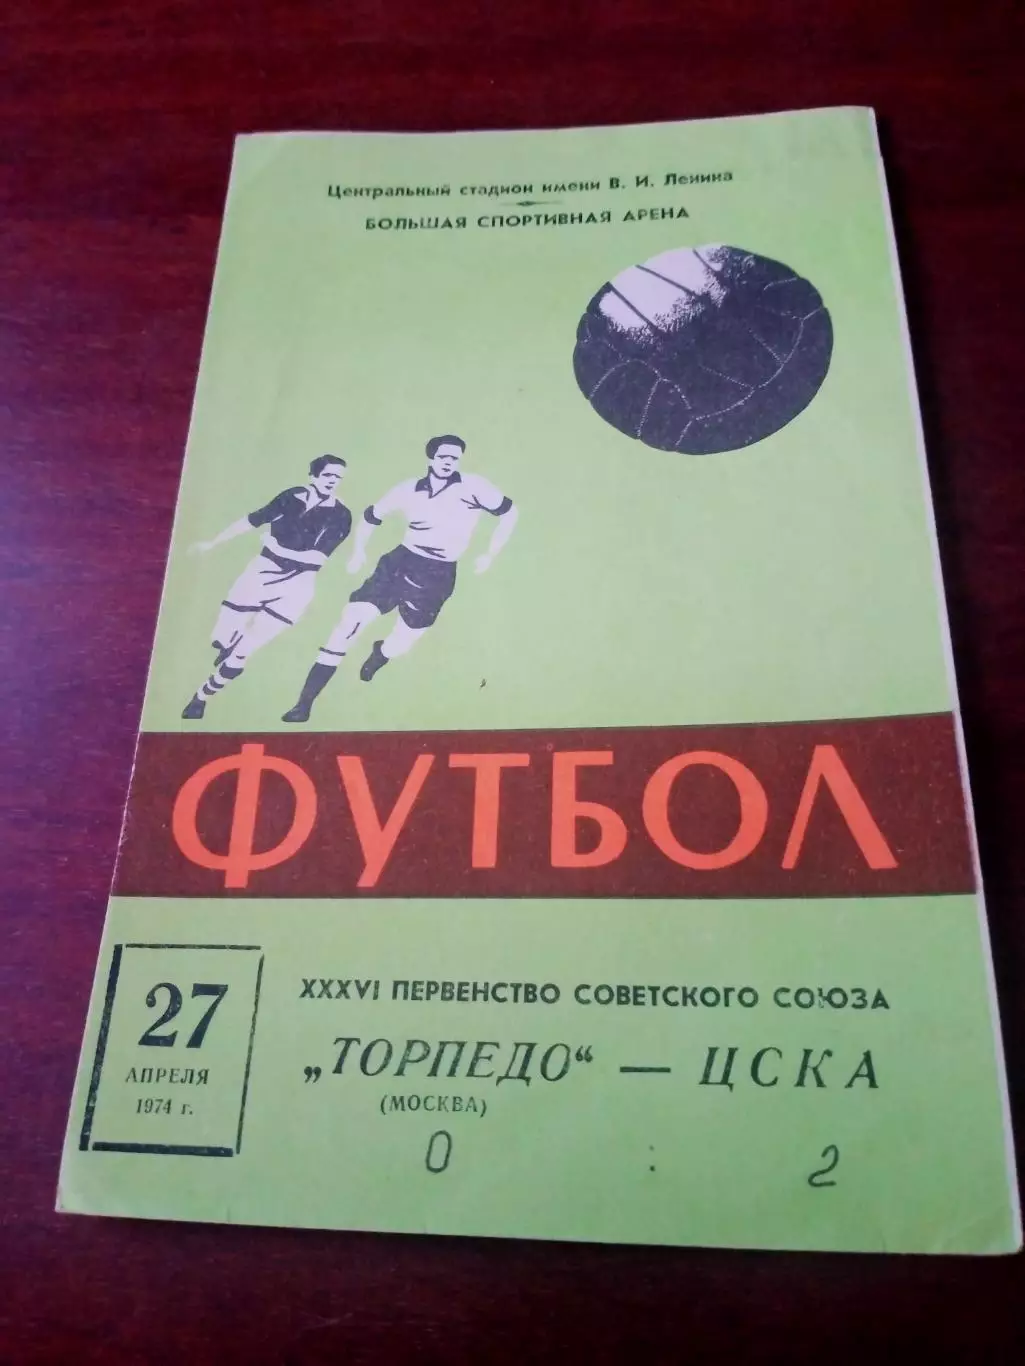 Центральный стадион имени В. И. Ленина
БОЛЬШАЯ СПОРТИВНАЯ АРЕНА
ФУТБОЛ
27
АПРЕЛЯ
1974 г.
XXXVI ПЕРВЕНСТВО СОВЕТСКОГО СОЮЗА
„ТОРПЕДО“ — ЦСКА
(МОСКВА)
0 : 2